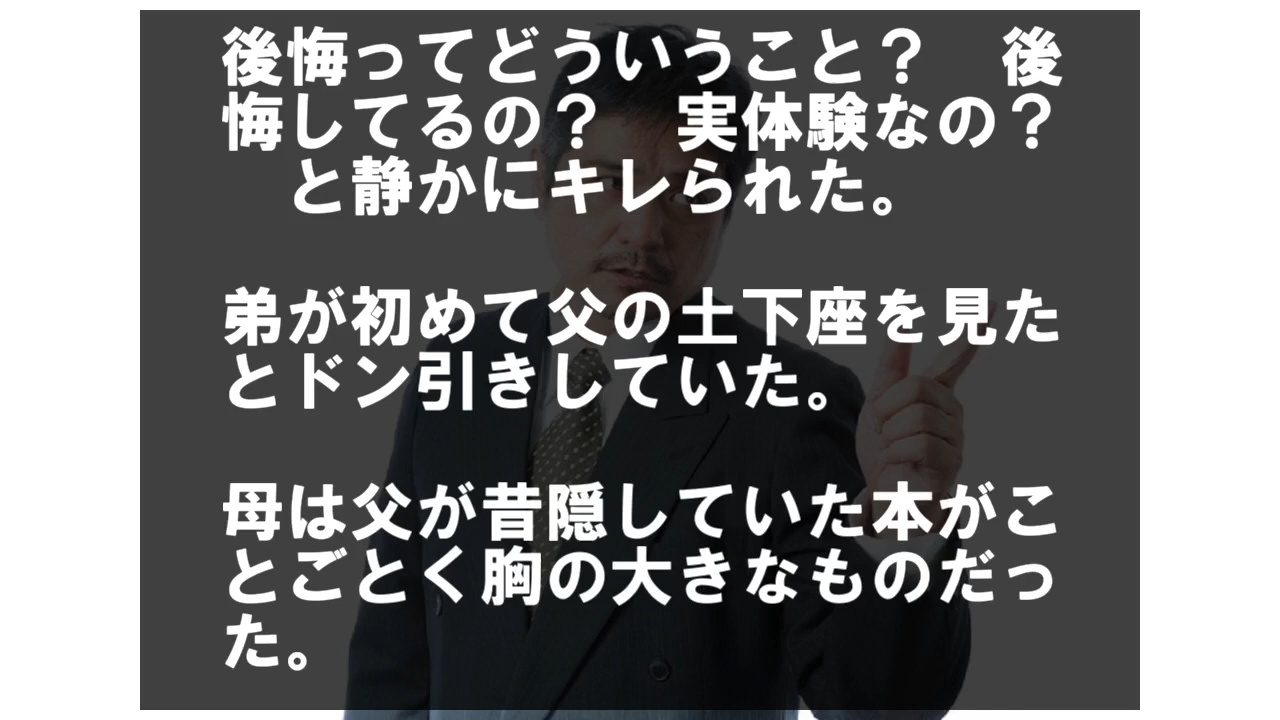 後悔ってどういうこと？　後
悔してるの？　実体験なの？
　と静かにキレられた。
弟が初めて父の土下座を見た
とドン引きしていた。
母は父が昔隠していた本がこ
とごとく胸の大きなものだっ
た。